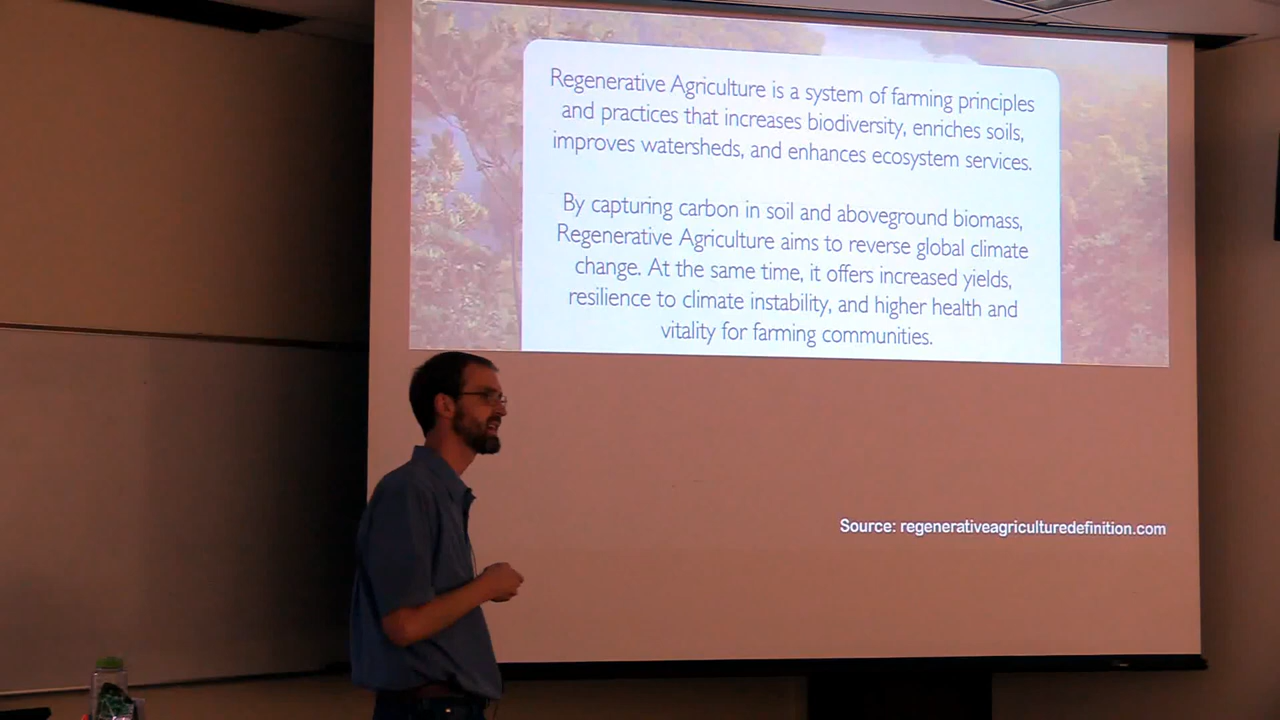 Regenerative Agriculture is a system of farming principles
and practices that increases biodiversity, enriches soils,
improves watersheds, and enhances ecosystem services.
By capturing carbon in soil and aboveground biomass,
Regenerative Agriculture aims to reverse global climate
change. At the same time, it offers increased yields,
resilience to climate instability, and higher health and
vitality for farming communities.
Source: regenerativeagriculturedefinition.com